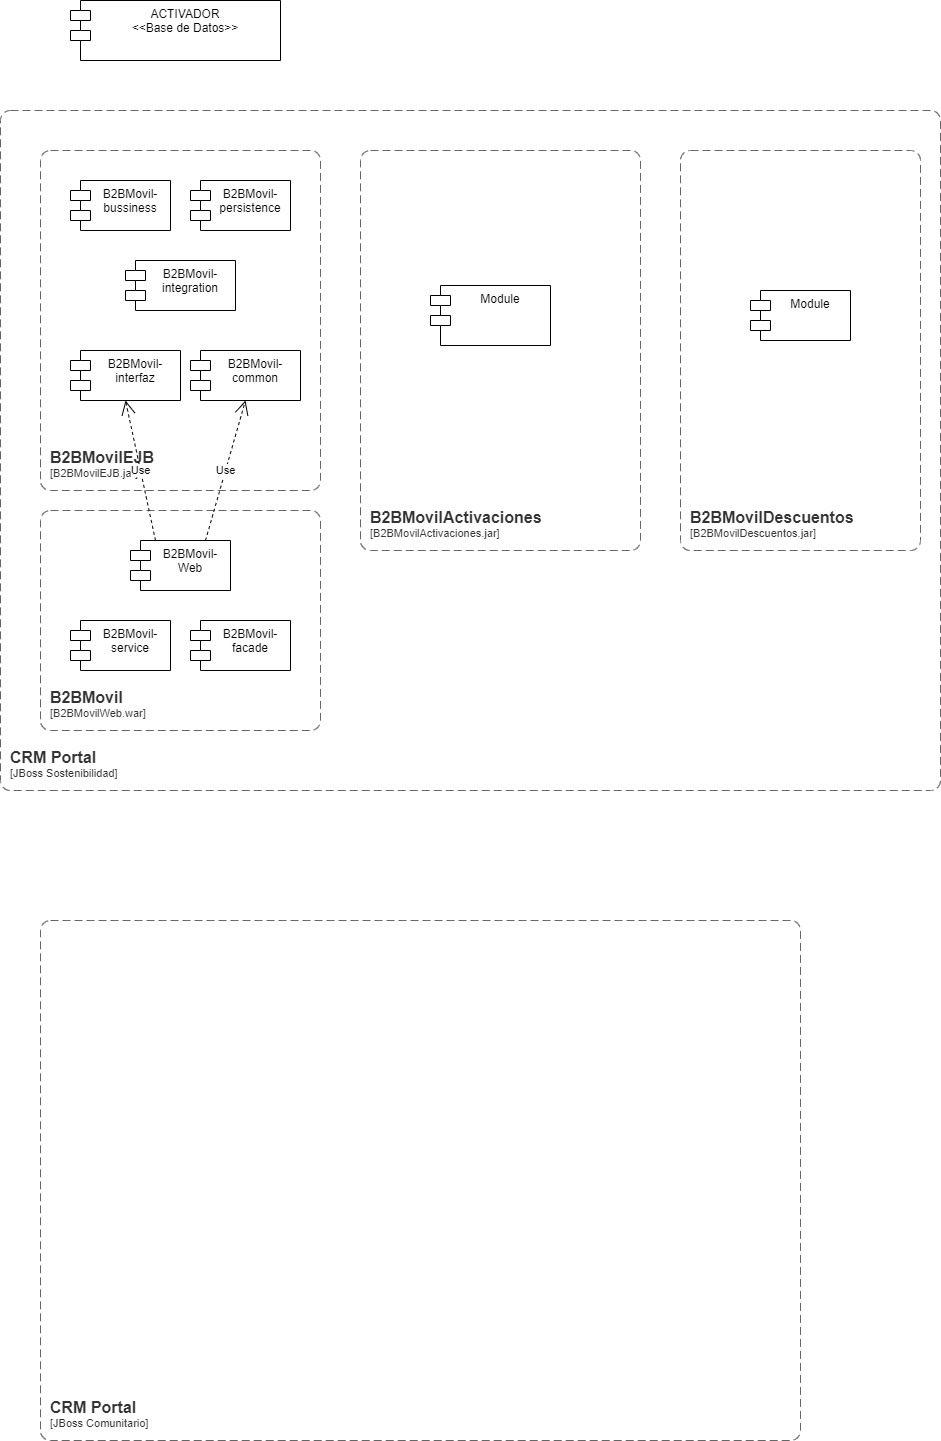 ACTIVADOR
<<Base de Datos>>
B2BMovil-
bussiness
B2BMovil-
persistence
B2BMovil-
integration
B2BMovil-
interfaz
B2BMovil-
common
B2BMovilEJB
[B2BMovilEJB.ja
Use
Use
Module
B2BMovilActivaciones
[B2BMovilActivaciones.jar]
Module
B2BMovilDescuentos
[B2BMovilDescuentos.jar]
B2BMovil-
Web
B2BMovil-
service
B2BMovil-
facade
B2BMovil
[B2BMovilWeb.war]
CRM Portal
[JBoss Sostenibilidad]
CRM Portal
[JBoss Comunitario]